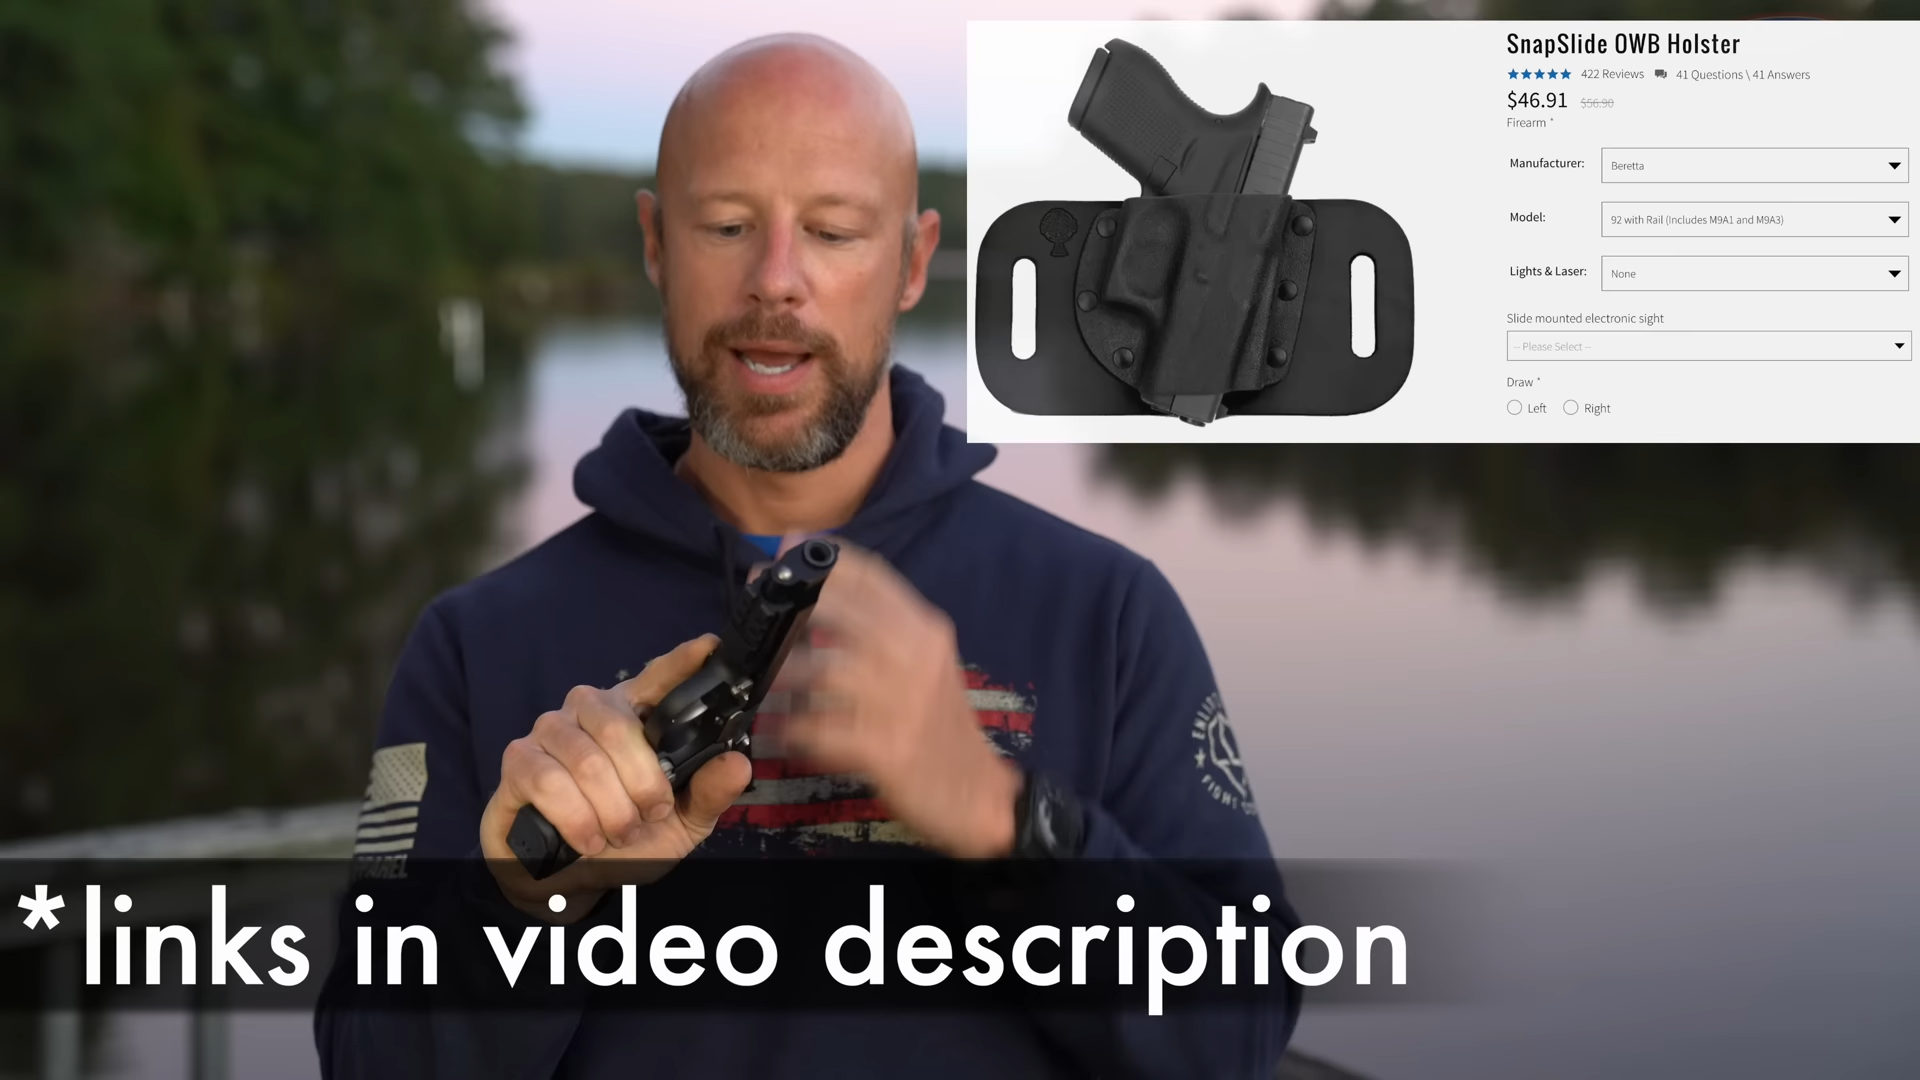 SnapSlide OWB Holster
422 Reviews 41 Questions \ 41 Answers
$46.91 $56.90
Firearm *
Manufacturer: Beretta
Model: 92 with Rail (Includes M9A1 and M9A3)
Lights & Laser: None
Slide mounted electronic sight
-- Please Select --
Draw *
Left Right
FIGHT
APPAREL
*links in video description